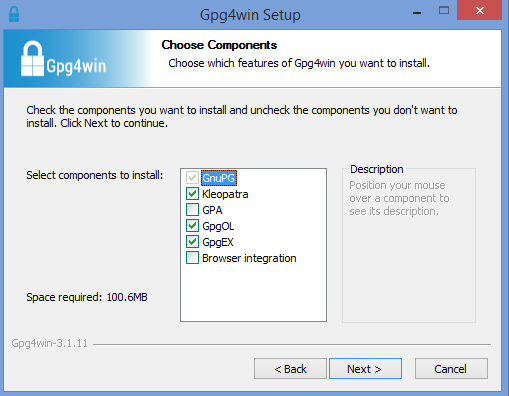 Gpg4win Setup
Gpg4win
Choose Components
Choose which features of Gpg4win you want to install.
Check the components you want to install and uncheck the components you don't want to
install. Click Next to continue.
Select components to install:
GnuPG
Kleopatra
GPA
GpgOL
GpgEX
Browser integration
Description
Position your mouse
over a component to
see its description.
Space required: 100.6MB
Gpg4win-3.1.11
< Back
Next >
Cancel